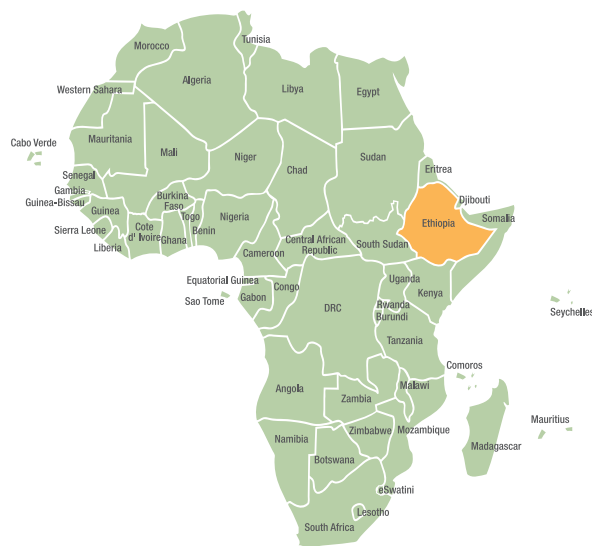 Tunisia
Morocco
Algeria
Libya
Egypt
Western Sahara
Mauritania
Cabo Verde
Mali
Niger
Chad
Sudan
Eritrea
Senegal
Gambia
Guinea-Bissau
Guinea
Burkina
Faso
Djibouti
Somalia
Ethiopia
Sierra Leone
Liberia
Cote
d' Ivoire
Ghana
Togo
Benin
Nigeria
Cameroon
Central African
Republic
South Sudan
Equatorial Guinea
Sao Tome
Gabon
Congo
DRC
Uganda
Kenya
Rwanda
Burundi
Tanzania
Seychelles
Comoros
Angola
Zambia
Malawi
Mozambique
Mauritius
Madagascar
Zimbabwe
Namibia
Botswana
eSwatini
Lesotho
South Africa